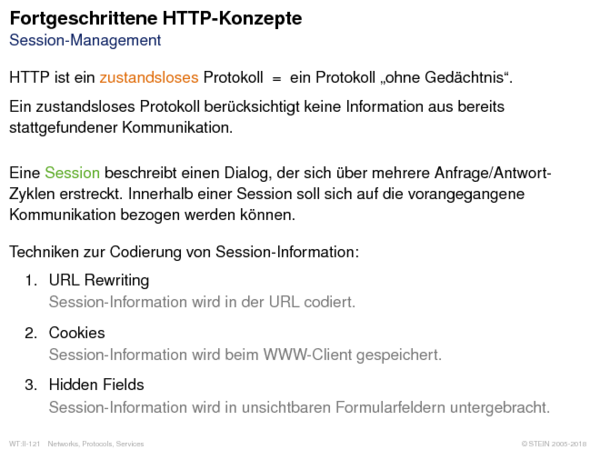 Fortgeschrittene HTTP-Konzepte
Session-Management
HTTP ist ein zustandsloses Protokoll = ein Protokoll „ohne Gedächtnis“.
Ein zustandsloses Protokoll berücksichtigt keine Information aus bereits
stattgefundener Kommunikation.
Eine Session beschreibt einen Dialog, der sich über mehrere Anfrage/Antwort-
Zyklen erstreckt. Innerhalb einer Session soll sich auf die vorangegangene
Kommunikation bezogen werden können.
Techniken zur Codierung von Session-Information:
1. URL Rewriting
Session-Information wird in der URL codiert.
2. Cookies
Session-Information wird beim WWW-Client gespeichert.
3. Hidden Fields
Session-Information wird in unsichtbaren Formularfeldern untergebracht.
WT:II-121 Networks, Protocols, Services © STEIN 2005-2018